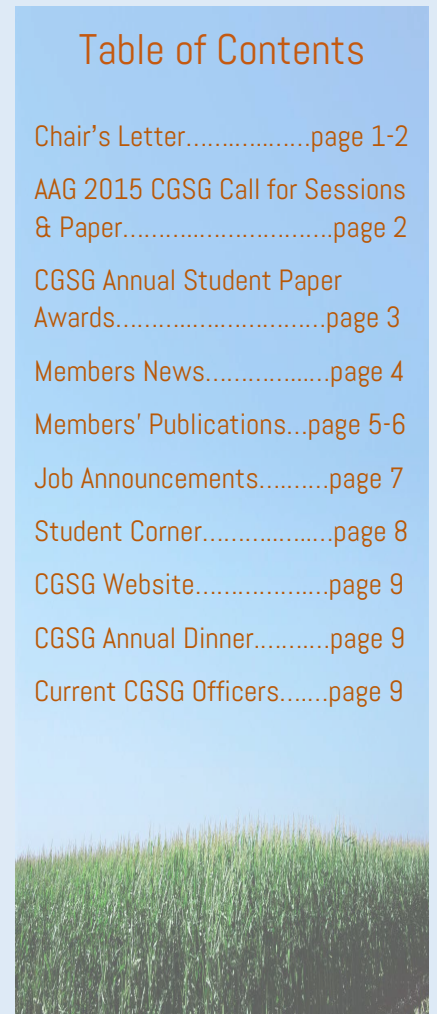 Table of Contents
Chair's Letter…….…..……page 1-2
AAG 2015 CGSG Call for Sessions
& Paper………..……………….page 2
CGSG Annual Student Paper
Awards……….…..……………page 3
Members News…………...…page 4
Members' Publications…page 5-6
Job Announcements….……page 7
Student Corner……...…..…page 8
CGSG Website…………….…page 9
CGSG Annual Dinner……..…page 9
Current CGSG Officers….…page 9